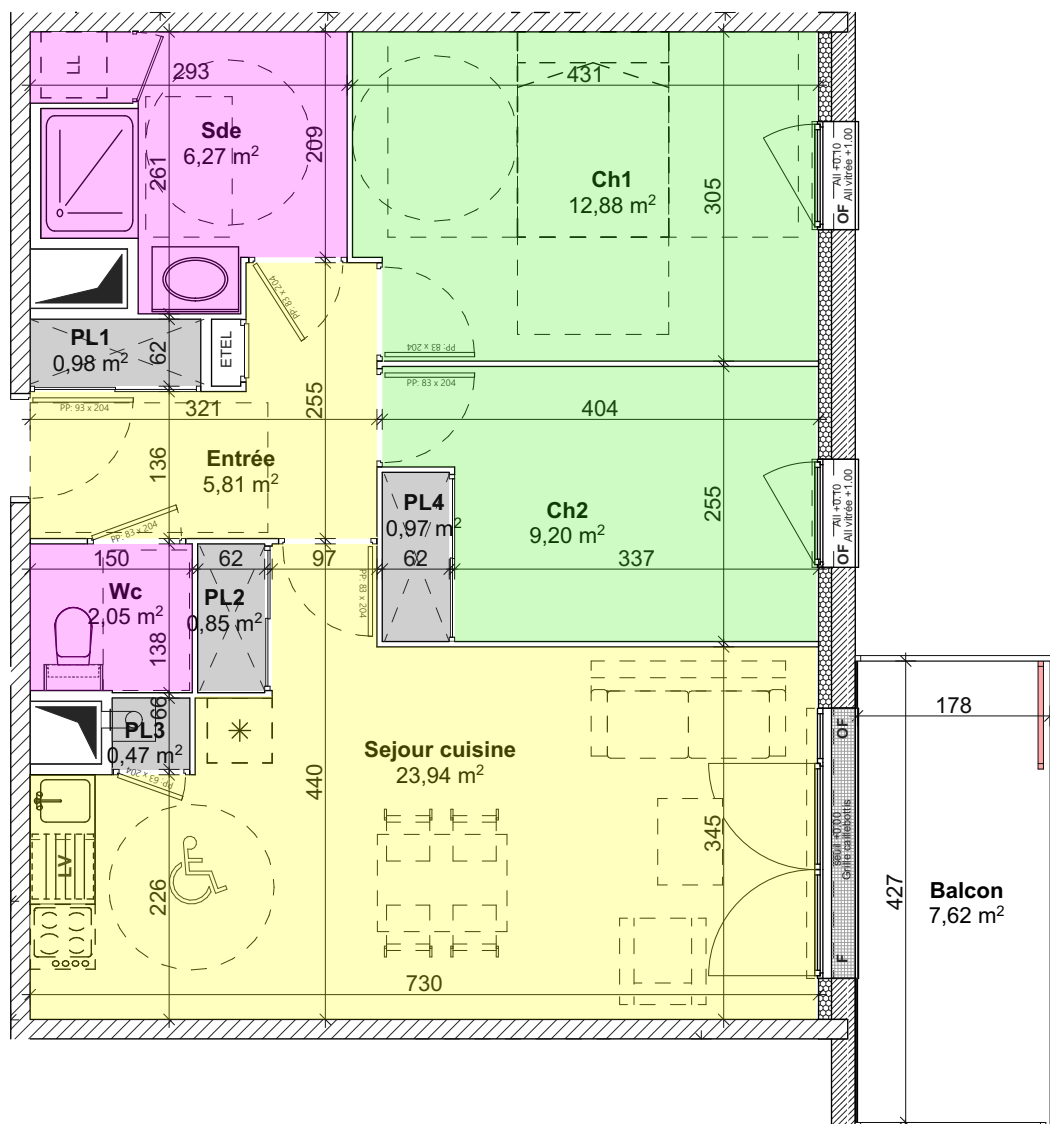 LL
293
431
Sde
6,27 m²
209
261
Ch1
12,88 m²
305
OF All +0.10
All vitrée +1.00
PP: 83 x 204
PL1
0,98 m²
62
ETEL
PP: 83 x 204
PP: 93 x 204
PP: 83 x 204
321
255
404
136
Entrée
5,81 m²
PL4
0,97 m²
Ch2
9,20 m²
255
OF All +0.10
All vitrée +1.00
PP: 83 x 204
150
62
97
62
337
Wc
2,05 m²
PL2
0,85 m²
PP: 83 x 204
138
66
PL3
0,47 m²
PP: 63 x 204
Sejour cuisine
23,94 m²
440
345
OF
seuil +0.00
Grille caillebottis
F
178
427
Balcon
7,62 m²
LV
226
730